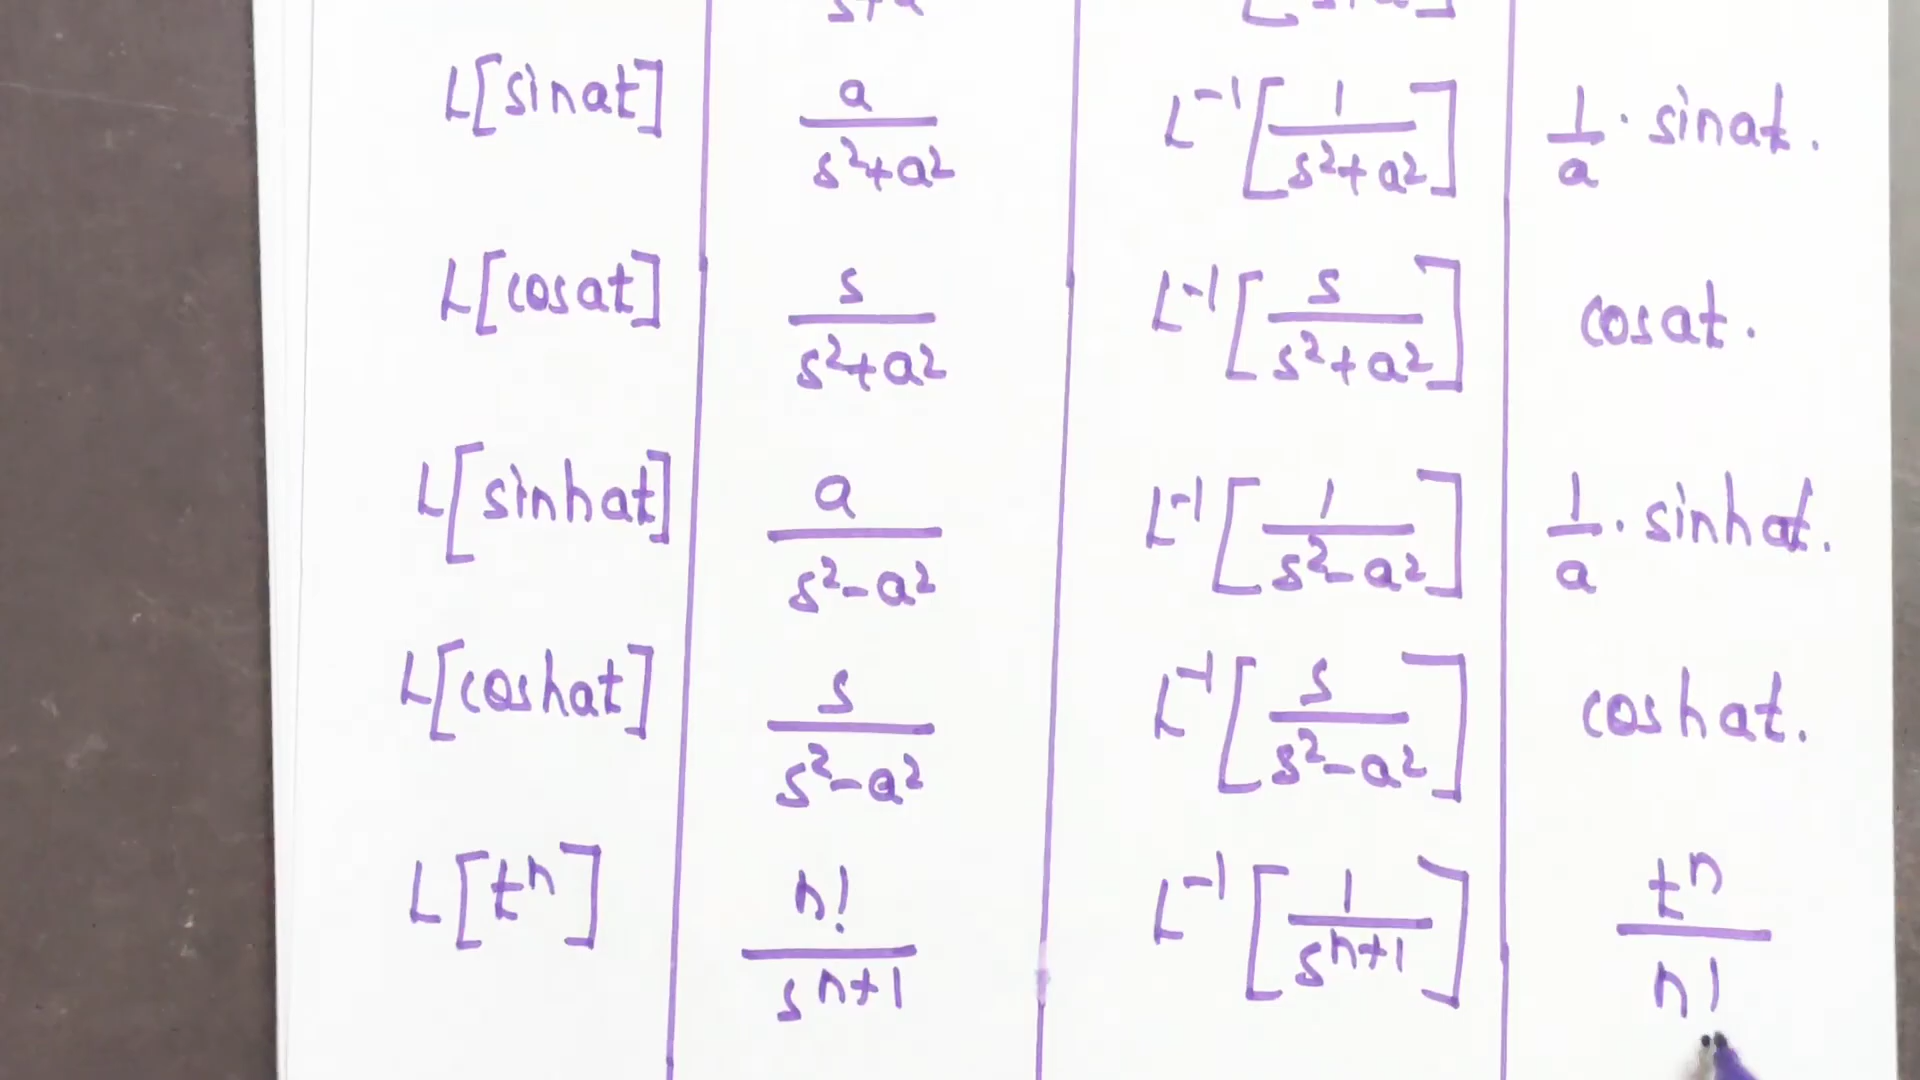 L[sinat] a/(s²+a²) L⁻¹[1/(s²+a²)] 1/a · sinat.
L[cosat] s/(s²+a²) L⁻¹[s/(s²+a²)] cosat.
L[sinhat] a/(s²-a²) L⁻¹[1/(s²-a²)] 1/a · sinhat.
L[coshat] s/(s²-a²) L⁻¹[s/(s²-a²)] coshat.
L[tⁿ] n!/sⁿ⁺¹ L⁻¹[1/sⁿ⁺¹] tⁿ/n!